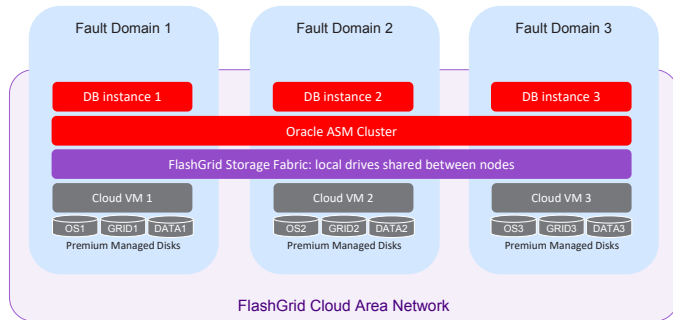 Fault Domain 1
Fault Domain 2
Fault Domain 3
DB instance 1
DB instance 2
DB instance 3
Oracle ASM Cluster
FlashGrid Storage Fabric: local drives shared between nodes
Cloud VM 1
Cloud VM 2
Cloud VM 3
OS1 GRID1 DATA1
OS2 GRID2 DATA2
OS3 GRID3 DATA3
Premium Managed Disks
Premium Managed Disks
Premium Managed Disks
FlashGrid Cloud Area Network